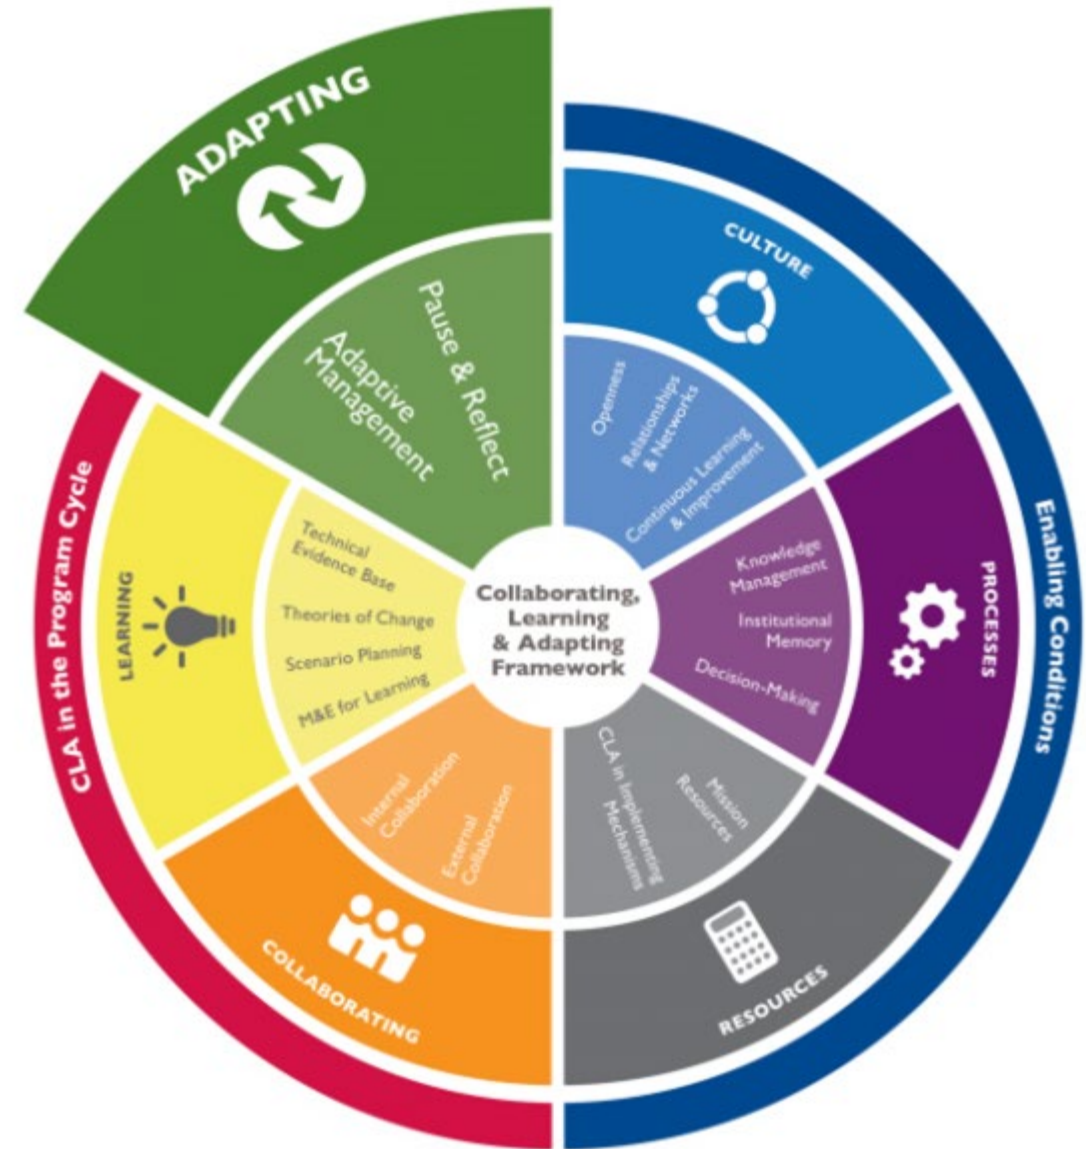 ADAPTING
Pause & Reflect
Adaptive
Management
CULTURE
Openness
Relationships
& Networks
Continuous Learning
& Improvement
Enabling Conditions
PROCESSES
Knowledge
Management
Institutional
Memory
Decision-Making
RESOURCES
Mission
Resources
CLA in Implementing
Mechanisms
COLLABORATING
Internal
Collaboration
External
Collaboration
CLA in the Program Cycle
LEARNING
Technical
Evidence Base
Theories of Change
Scenario Planning
M&E for Learning
Collaborating,
Learning
& Adapting
Framework